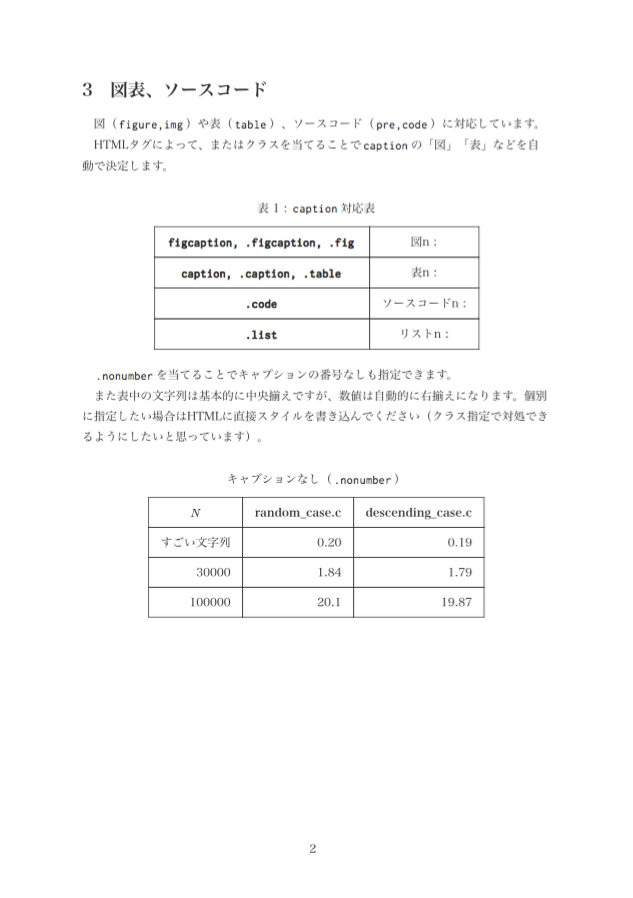 3 図表、ソースコード
図（figure,img）や表（table）、ソースコード（pre,code）に対応しています。
HTMLタグによって、またはクラスを当てることでcaptionの「図」「表」などを自
動で決定します。
表 1：caption 対応表
figcaption, .figcaption, .fig 図n：
caption, .caption, .table 表n：
.code ソースコードn：
.list リストn：
.nonumber を当てることでキャプションの番号なしも指定できます。
また表中の文字列は基本的に中央揃えですが、数値は自動的に右揃えになります。個別
に指定したい場合はHTMLに直接スタイルを書き込んでください（クラス指定で対処でき
るようにしたいと思っています）。
キャプションなし（.nonumber）
N random_case.c descending_case.c
すごい文字列 0.20 0.19
30000 1.84 1.79
100000 20.1 19.87
2